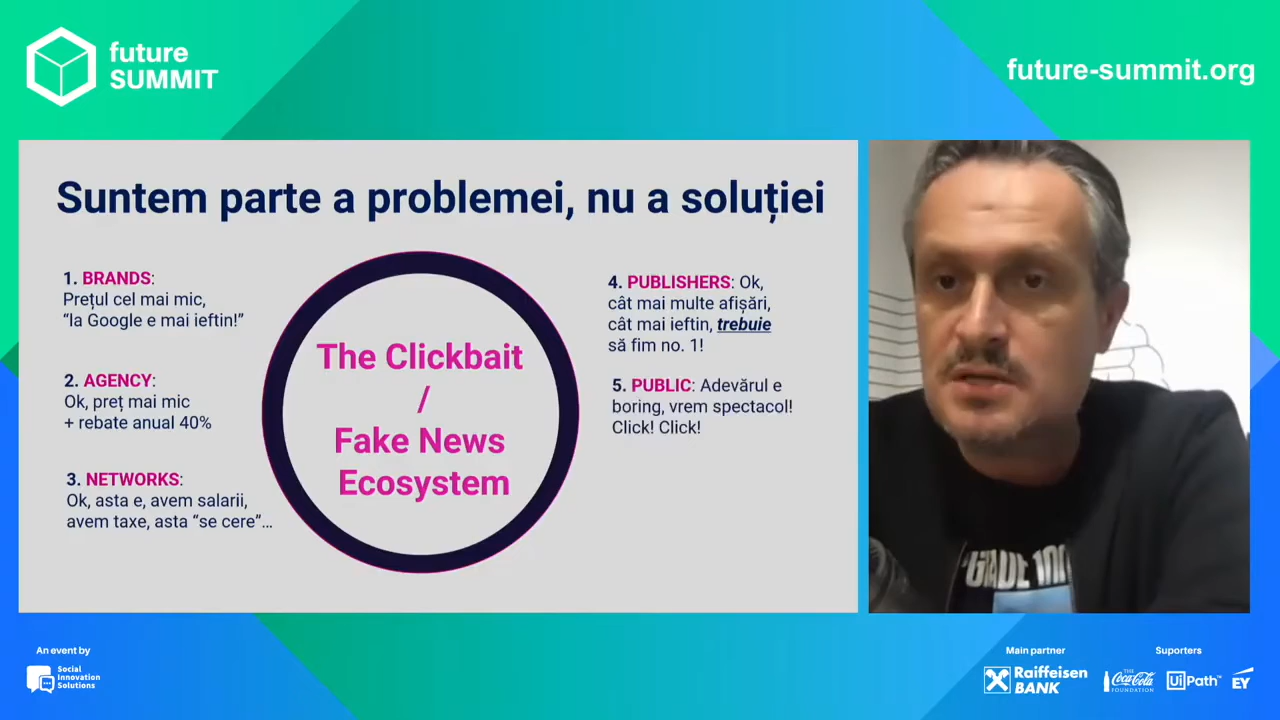 future
SUMMIT
future-summit.org
Suntem parte a problemei, nu a soluției
1. BRANDS:
Prețul cel mai mic,
“la Google e mai ieftin!”
2. AGENCY:
Ok, preț mai mic
+ rebate anual 40%
3. NETWORKS:
Ok, asta e, avem salarii,
avem taxe, asta “se cere”...
The Clickbait
/
Fake News
Ecosystem
4. PUBLISHERS: Ok,
cât mai multe afișări,
cât mai ieftin, trebuie
să fim no. 1!
5. PUBLIC: Adevărul e
boring, vrem spectacol!
Click! Click!
An event by
Social
Innovation
Solutions
Main partner
Raiffeisen
BANK
Suporters
THE
Coca-Cola
FOUNDATION
UiPath
EY